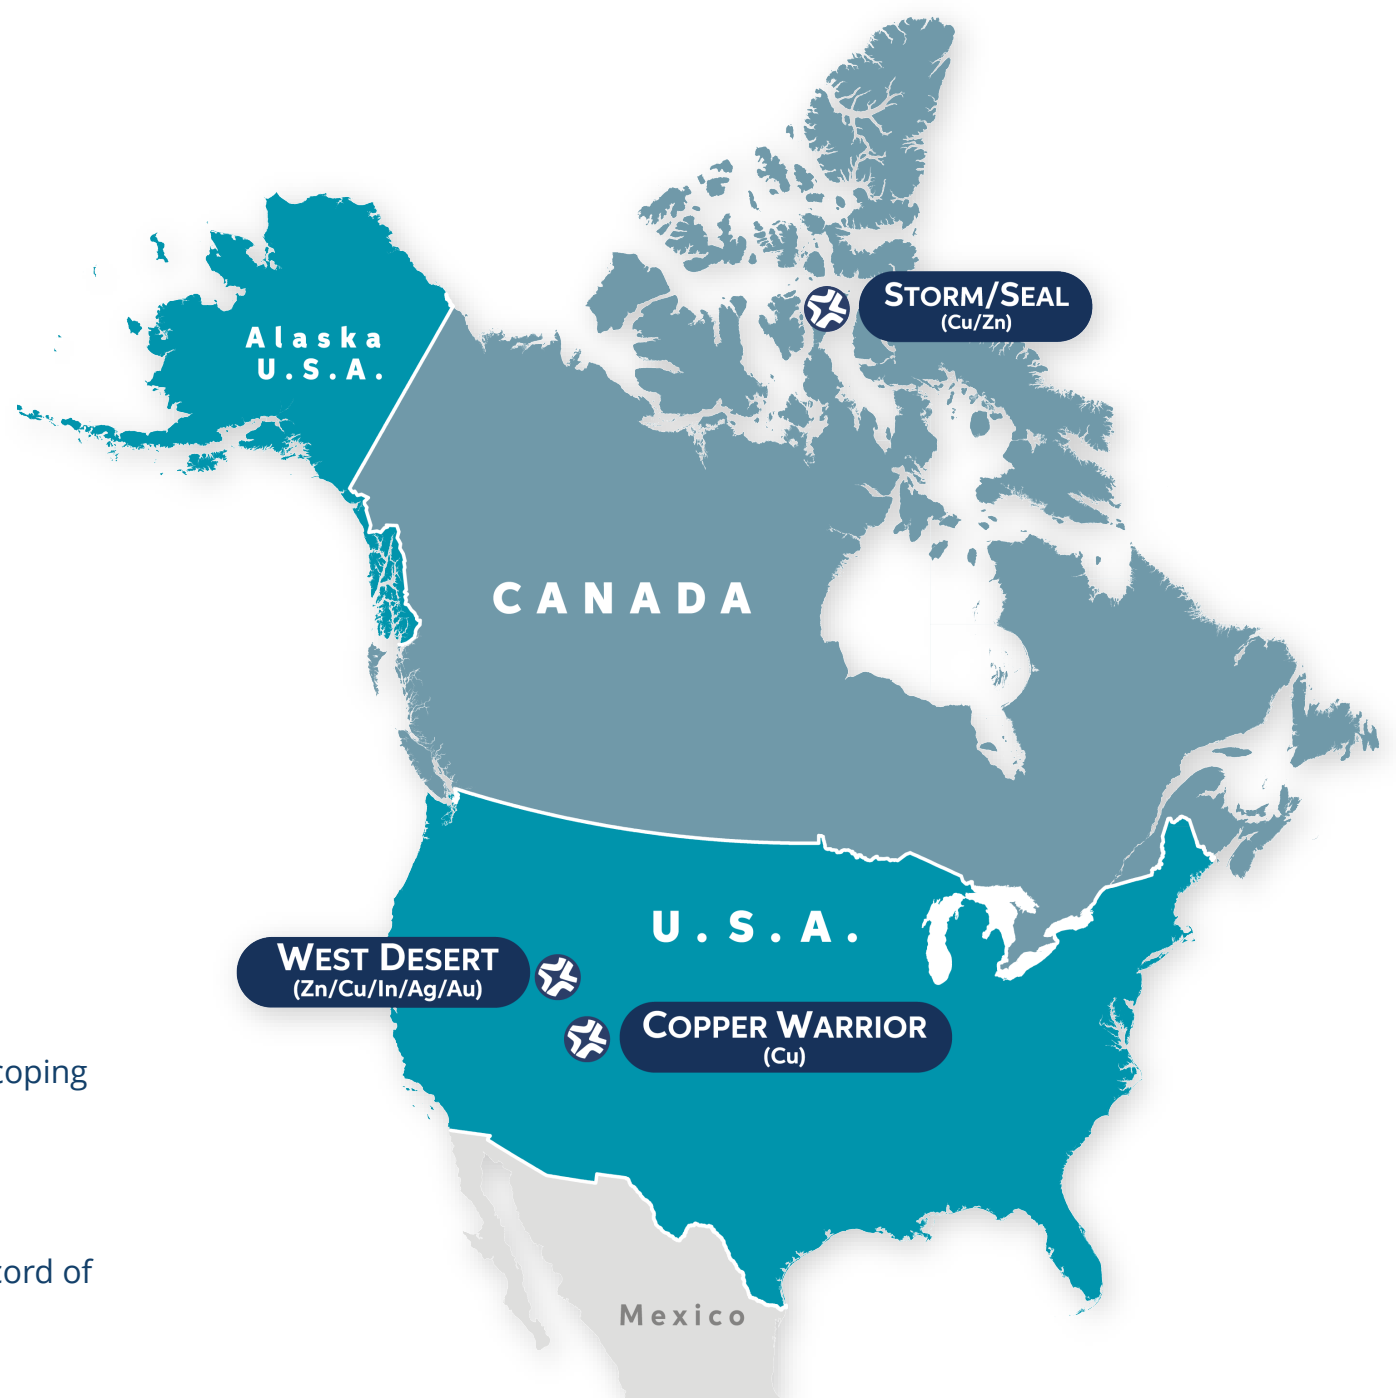 STORM/SEAL
(Cu/Zn)
Alaska
U.S.A.
CANADA
U.S.A.
WEST DESERT
(Zn/Cu/In/Ag/Au)
COPPER WARRIOR
(Cu)
coping
cord of
Mexico